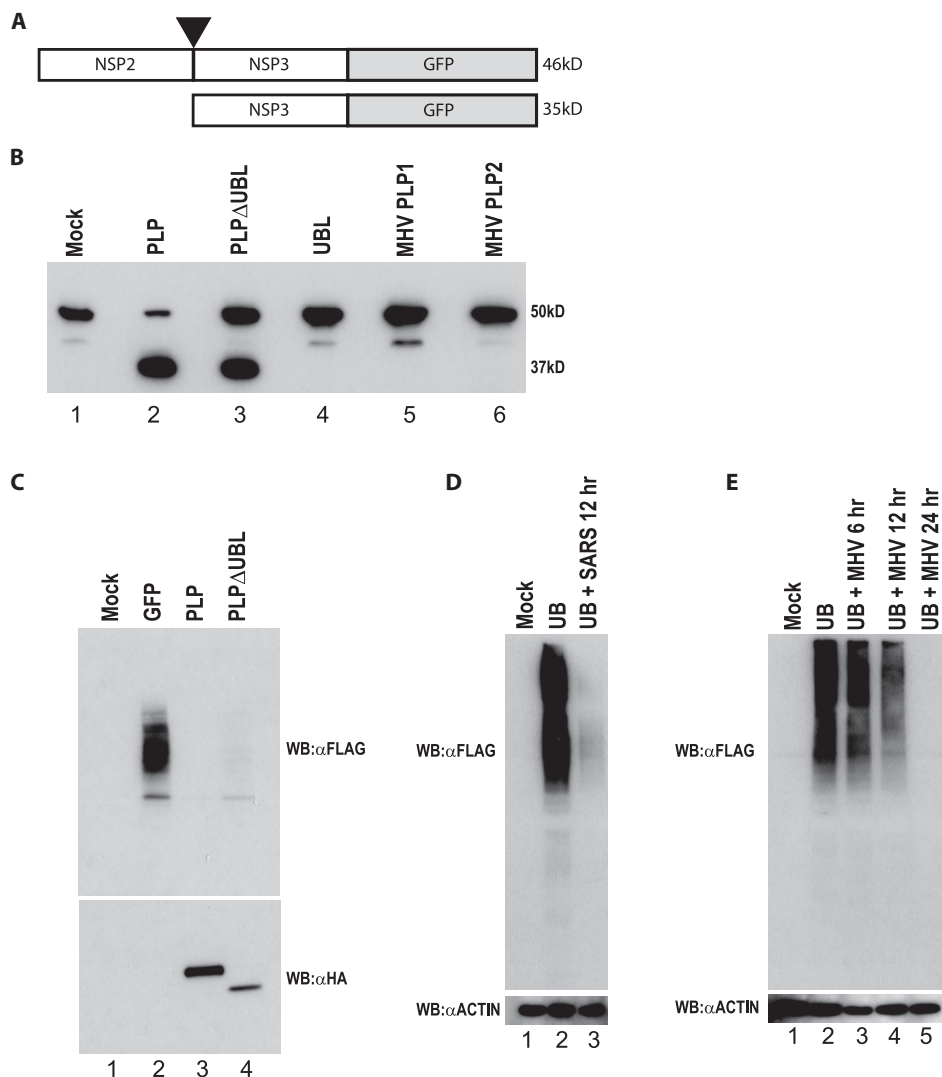 A
NSP2 NSP3 GFP 46kD
NSP3 GFP 35kD
B
Mock PLP PLPΔUBL UBL MHV PLP1 MHV PLP2
50kD
37kD
1 2 3 4 5 6
C
Mock GFP PLP PLPΔUBL
WB:αFLAG
WB:αHA
1 2 3 4
D
Mock UB UB + SARS 12 hr
WB:αFLAG
WB:αACTIN
1 2 3
E
Mock UB UB + MHV 6 hr UB + MHV 12 hr UB + MHV 24 hr
WB:αFLAG
WB:αACTIN
1 2 3 4 5